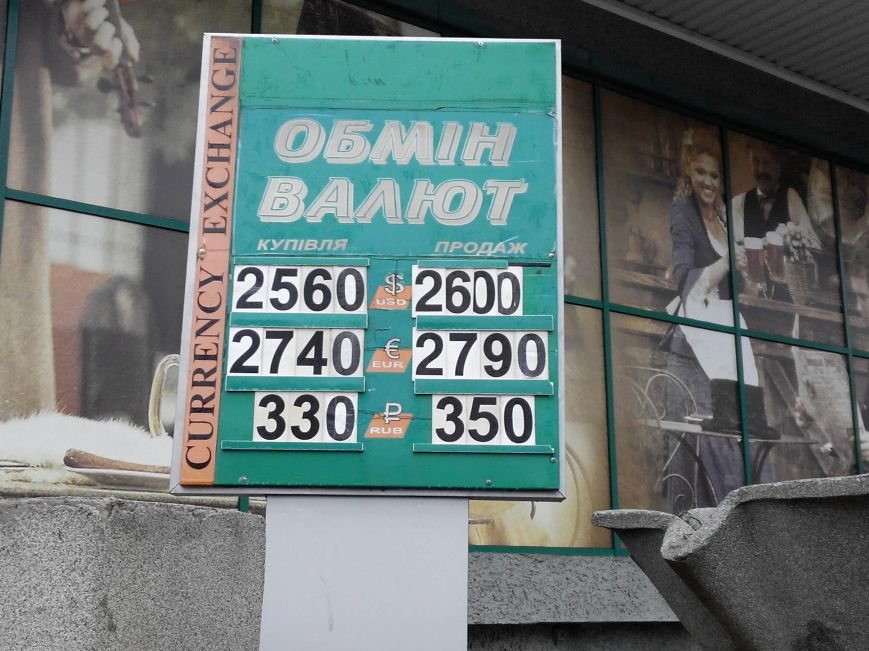 CURRENCY EXCHANGE
ОБМІН
ВАЛЮТ
КУПІВЛЯ ПРОДАЖ
2560 $ USD 2600
2740 € EUR 2790
330 ₽ RUB 350